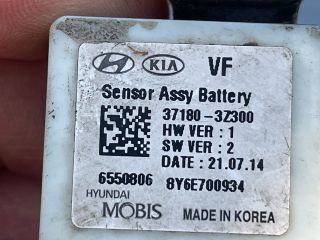 KIA VF
Sensor Assy Battery
37180-3Z300
HW VER : 1
SW VER : 2
DATE : 21.07.14
6550806 8Y6E700934
HYUNDAI
MOBIS MADE IN KOREA